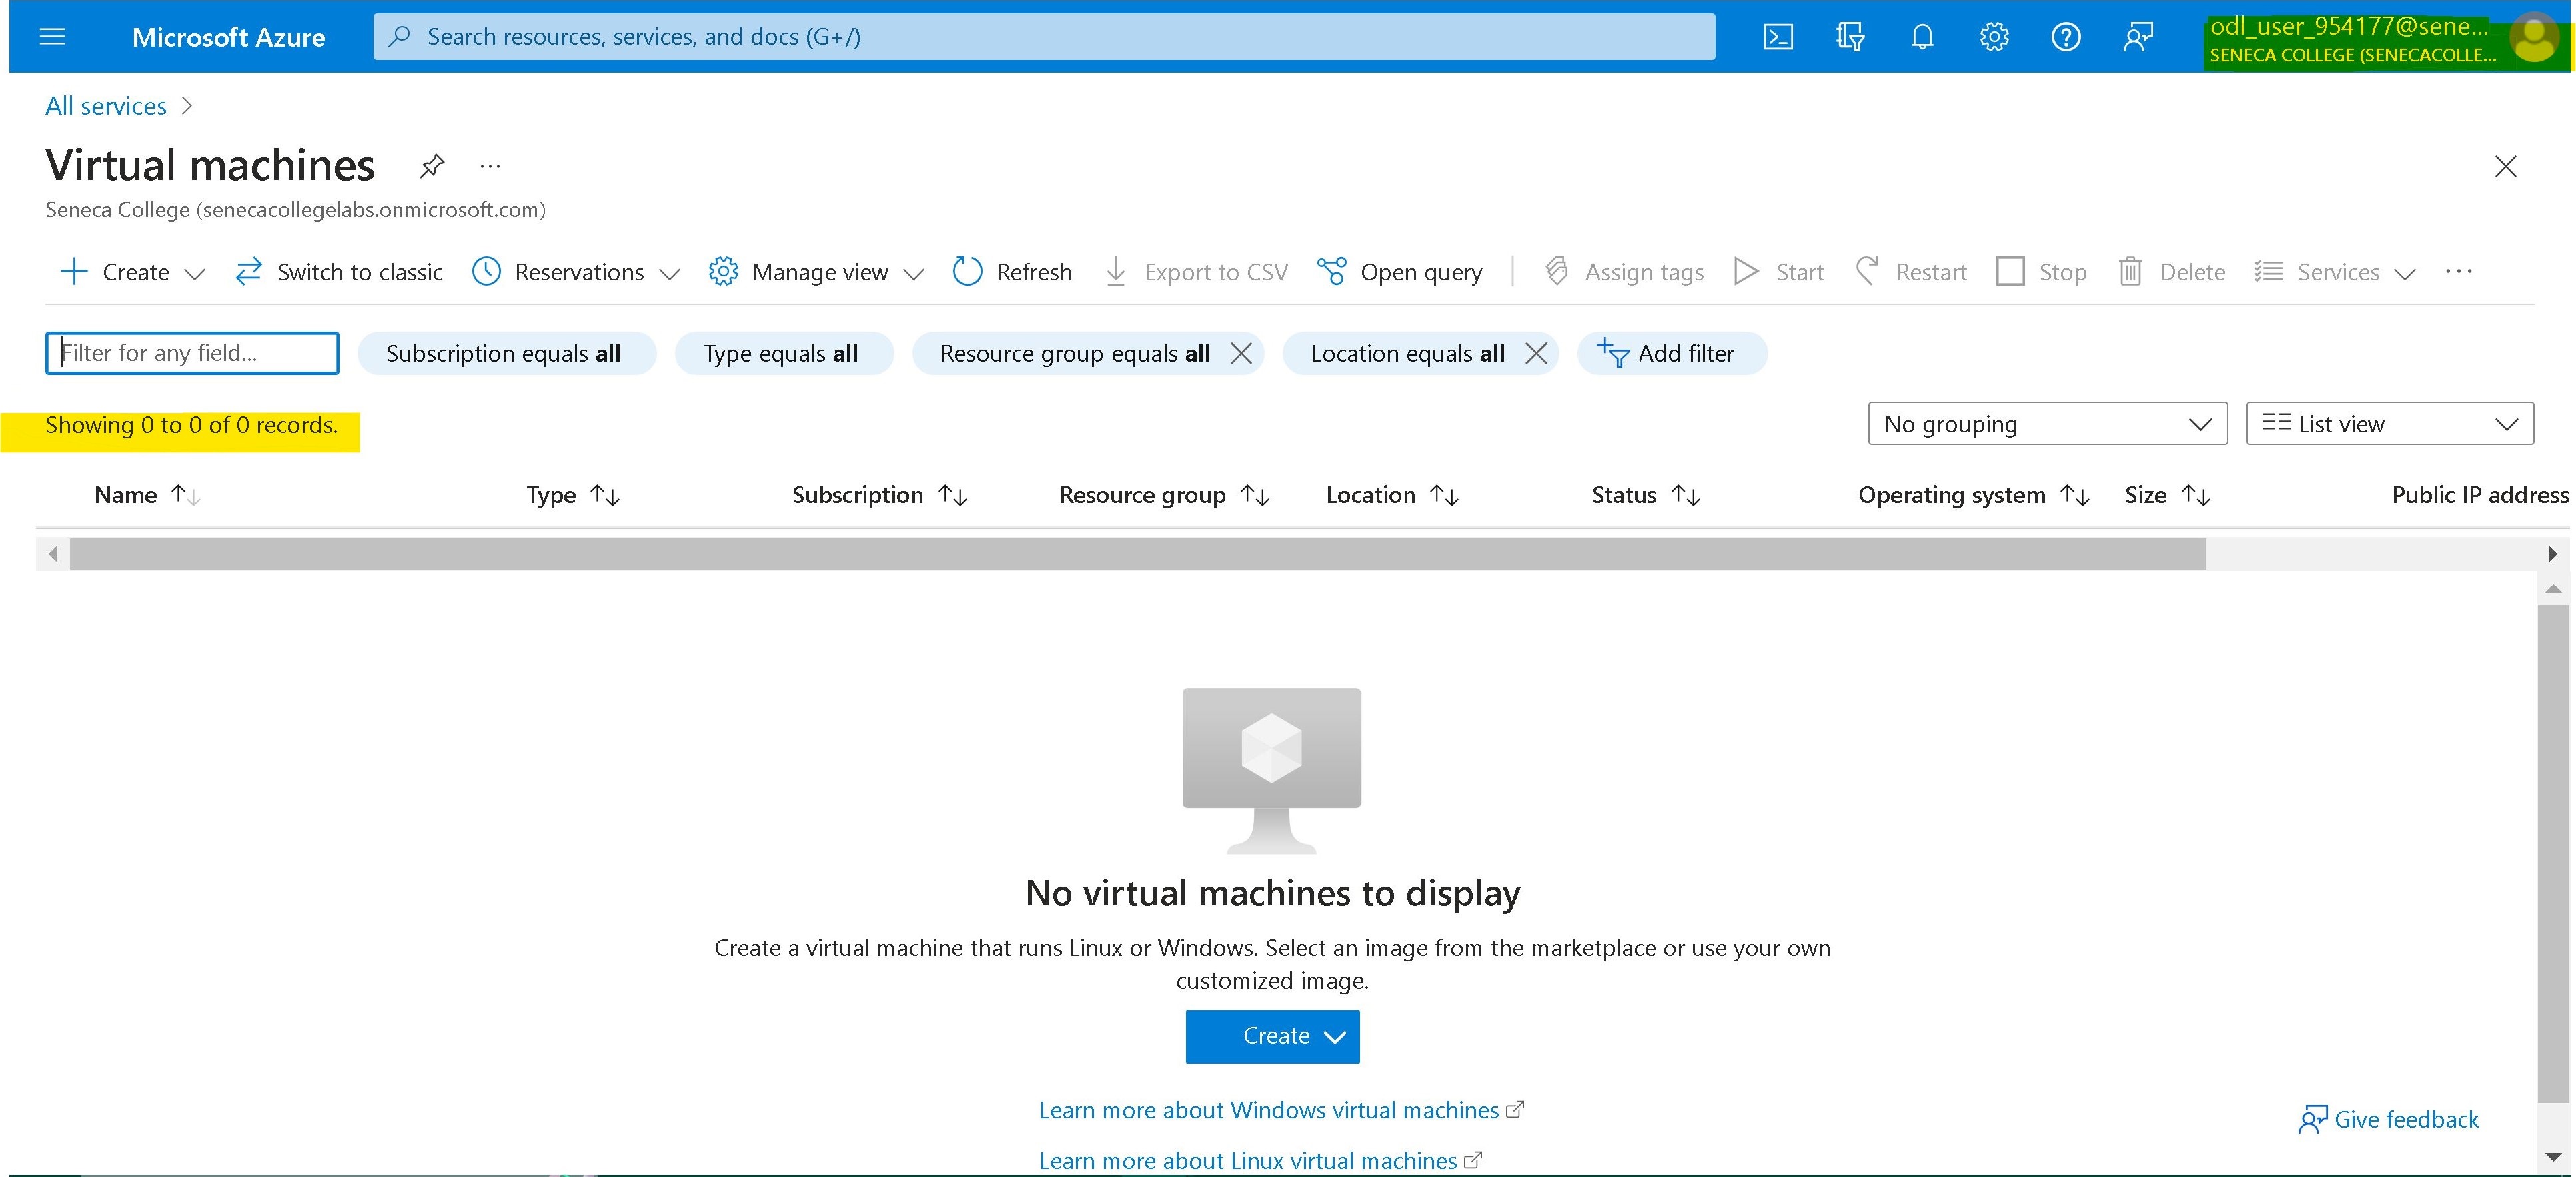 Microsoft Azure
Search resources, services, and docs (G+/)
odl_user_954177@sene...
SENECA COLLEGE (SENECACOLLE...
All services
Virtual machines
Seneca College (senecacollegelabs.onmicrosoft.com)
Create Switch to classic Reservations Manage view Refresh Export to CSV Open query Assign tags Start Restart Stop Delete Services
Filter for any field... Subscription equals all Type equals all Resource group equals all Location equals all Add filter
Showing 0 to 0 of 0 records. No grouping List view
Name Type Subscription Resource group Location Status Operating system Size Public IP address
No virtual machines to display
Create a virtual machine that runs Linux or Windows. Select an image from the marketplace or use your own
customized image.
Create
Learn more about Windows virtual machines
Give feedback
Learn more about Linux virtual machines